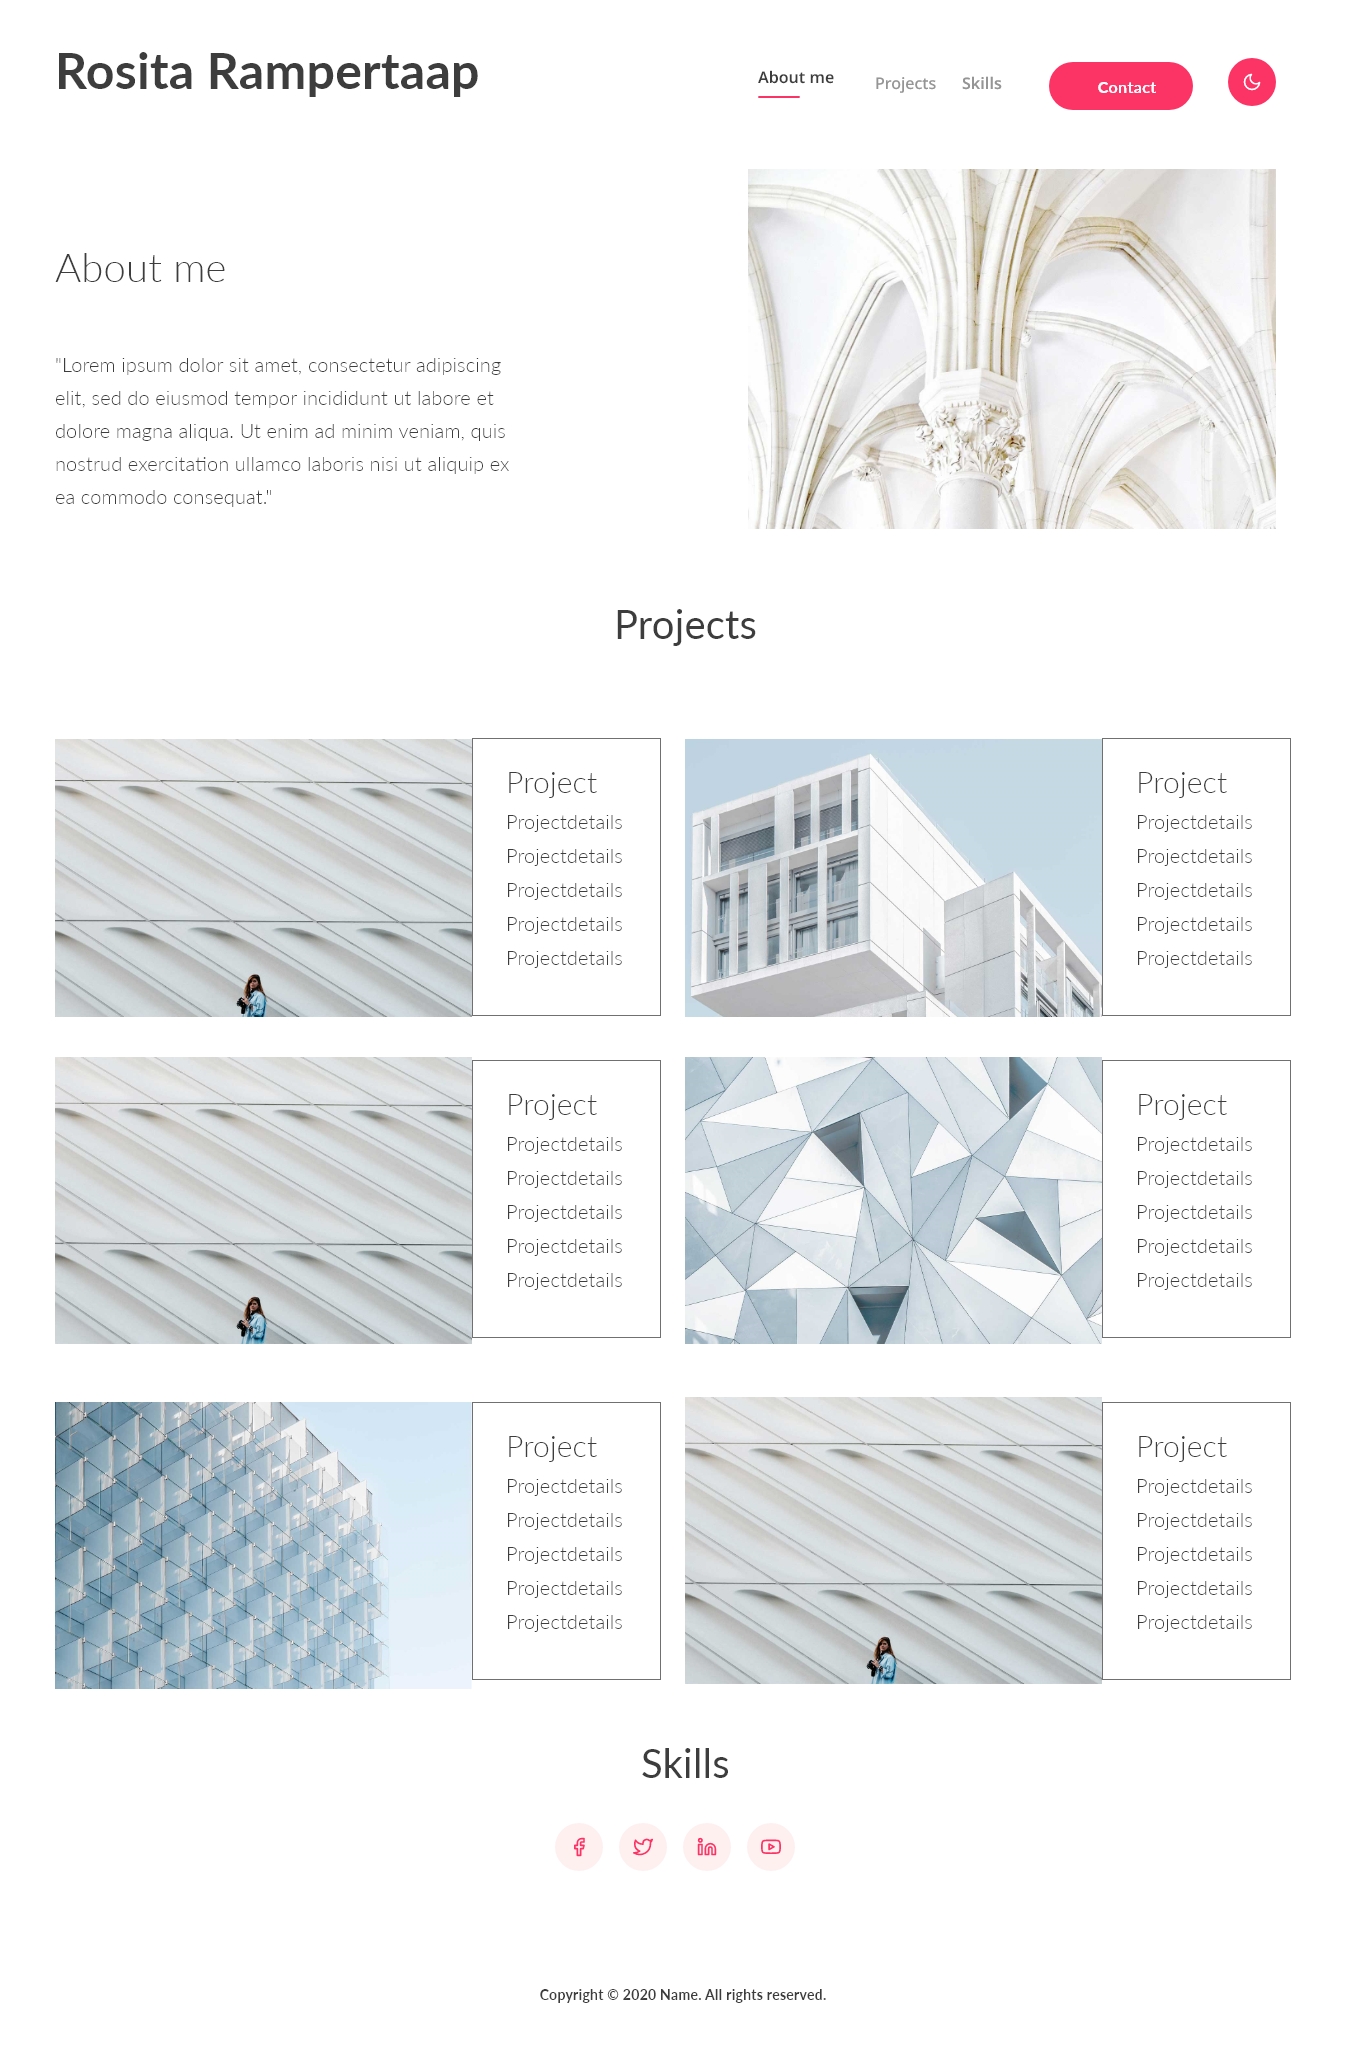 Rosita Rampertaap
About me
Projects
Skills
Contact
About me
"Lorem ipsum dolor sit amet, consectetur adipiscing
elit, sed do eiusmod tempor incididunt ut labore et
dolore magna aliqua. Ut enim ad minim veniam, quis
nostrud exercitation ullamco laboris nisi ut aliquip ex
ea commodo consequat."
Projects
Project
Projectdetails
Projectdetails
Projectdetails
Projectdetails
Projectdetails
Project
Projectdetails
Projectdetails
Projectdetails
Projectdetails
Projectdetails
Project
Projectdetails
Projectdetails
Projectdetails
Projectdetails
Projectdetails
Project
Projectdetails
Projectdetails
Projectdetails
Projectdetails
Projectdetails
Project
Projectdetails
Projectdetails
Projectdetails
Projectdetails
Projectdetails
Project
Projectdetails
Projectdetails
Projectdetails
Projectdetails
Projectdetails
Skills
Copyright © 2020 Name. All rights reserved.